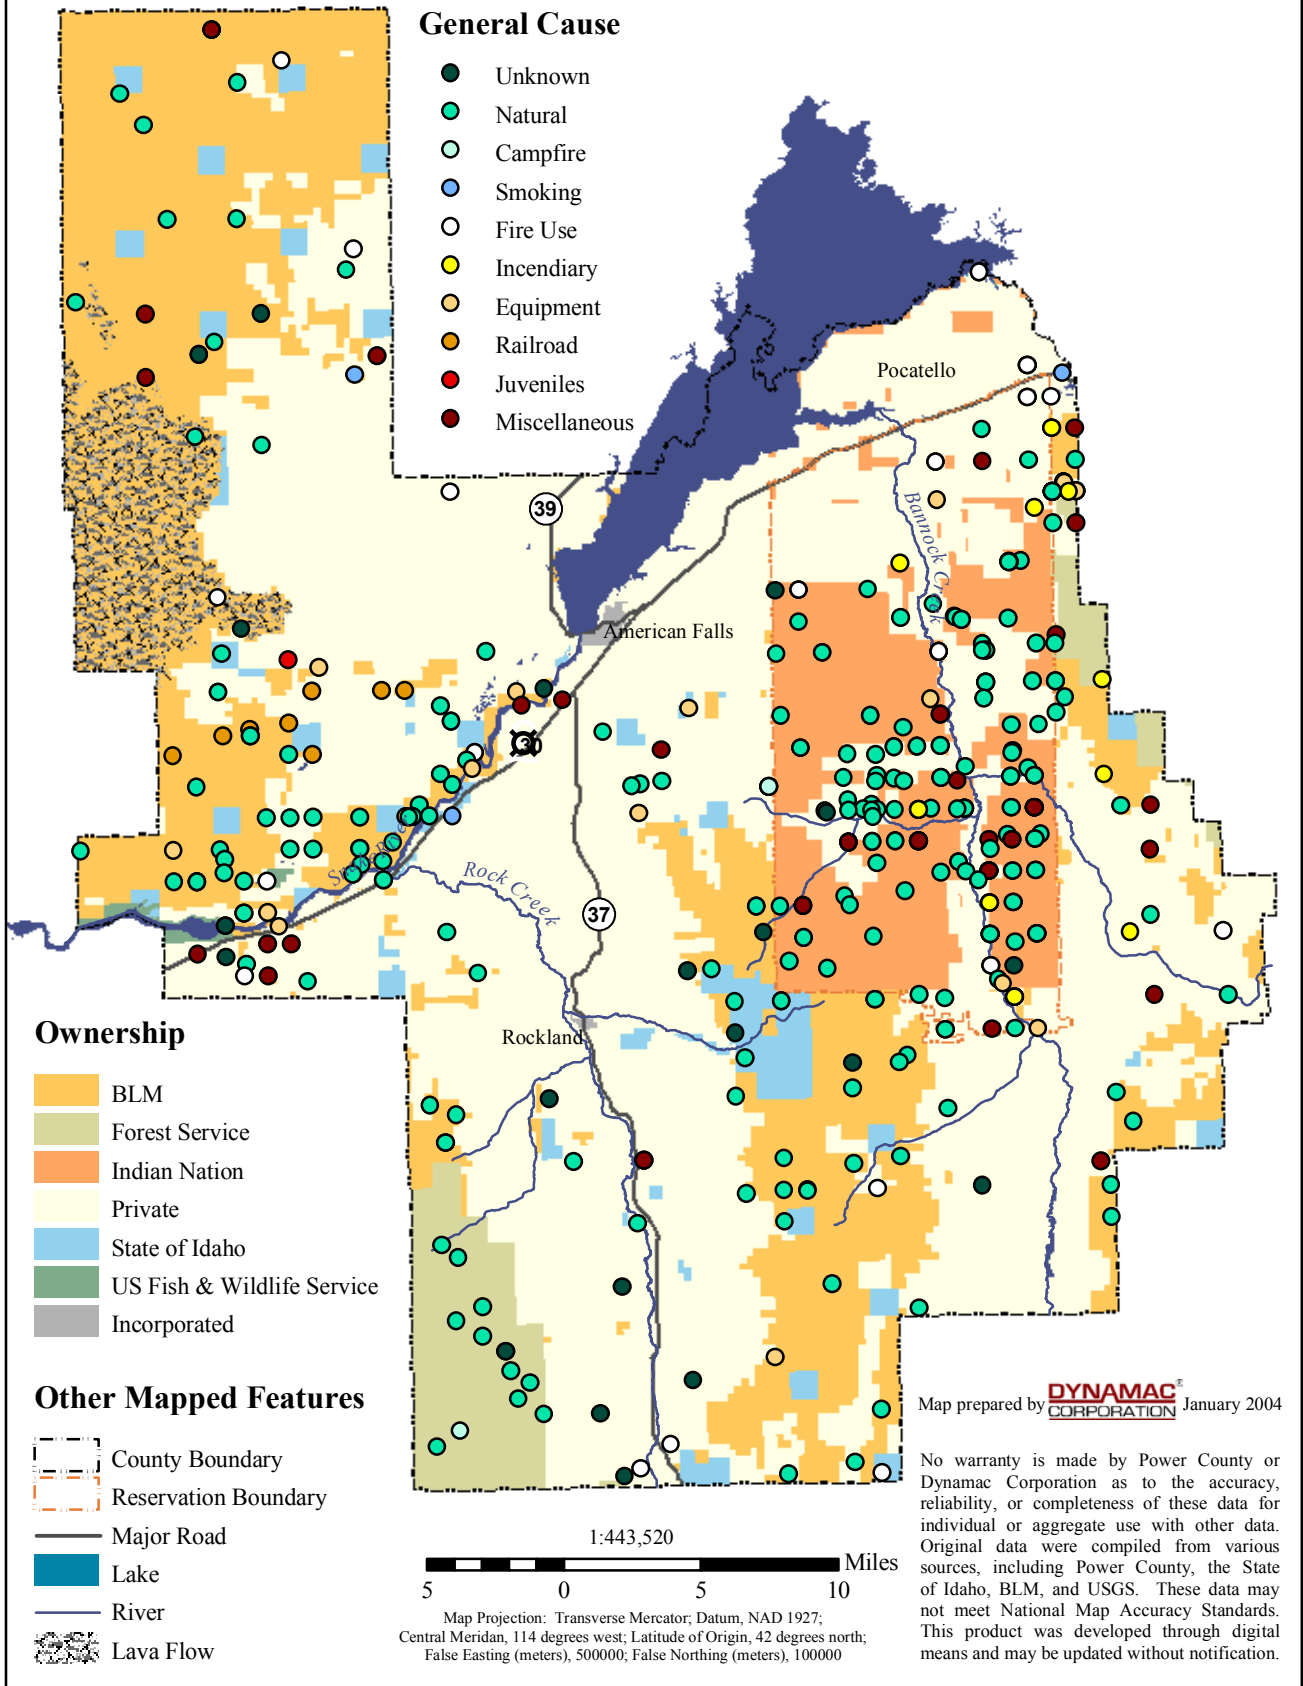 General Cause
Unknown
Natural
Campfire
Smoking
Fire Use
Incendiary
Equipment
Railroad
Juveniles
Miscellaneous
Pocatello
39
Bannock Creek
American Falls
30
Snake River
Rock Creek
37
Rockland
Ownership
BLM
Forest Service
Indian Nation
Private
State of Idaho
US Fish & Wildlife Service
Incorporated
Other Mapped Features
County Boundary
Reservation Boundary
Major Road
Lake
River
Lava Flow
1:443,520
Miles
5 0 5 10
Map Projection: Transverse Mercator; Datum, NAD 1927;
Central Meridian, 114 degrees west; Latitude of Origin, 42 degrees north;
False Easting (meters), 500000; False Northing (meters), 100000
Map prepared by DYNAMAC CORPORATION ® January 2004
No warranty is made by Power County or
Dynamac Corporation as to the accuracy,
reliability, or completeness of these data for
individual or aggregate use with other data.
Original data were compiled from various
sources, including Power County, the State
of Idaho, BLM, and USGS. These data may
not meet National Map Accuracy Standards.
This product was developed through digital
means and may be updated without notification.